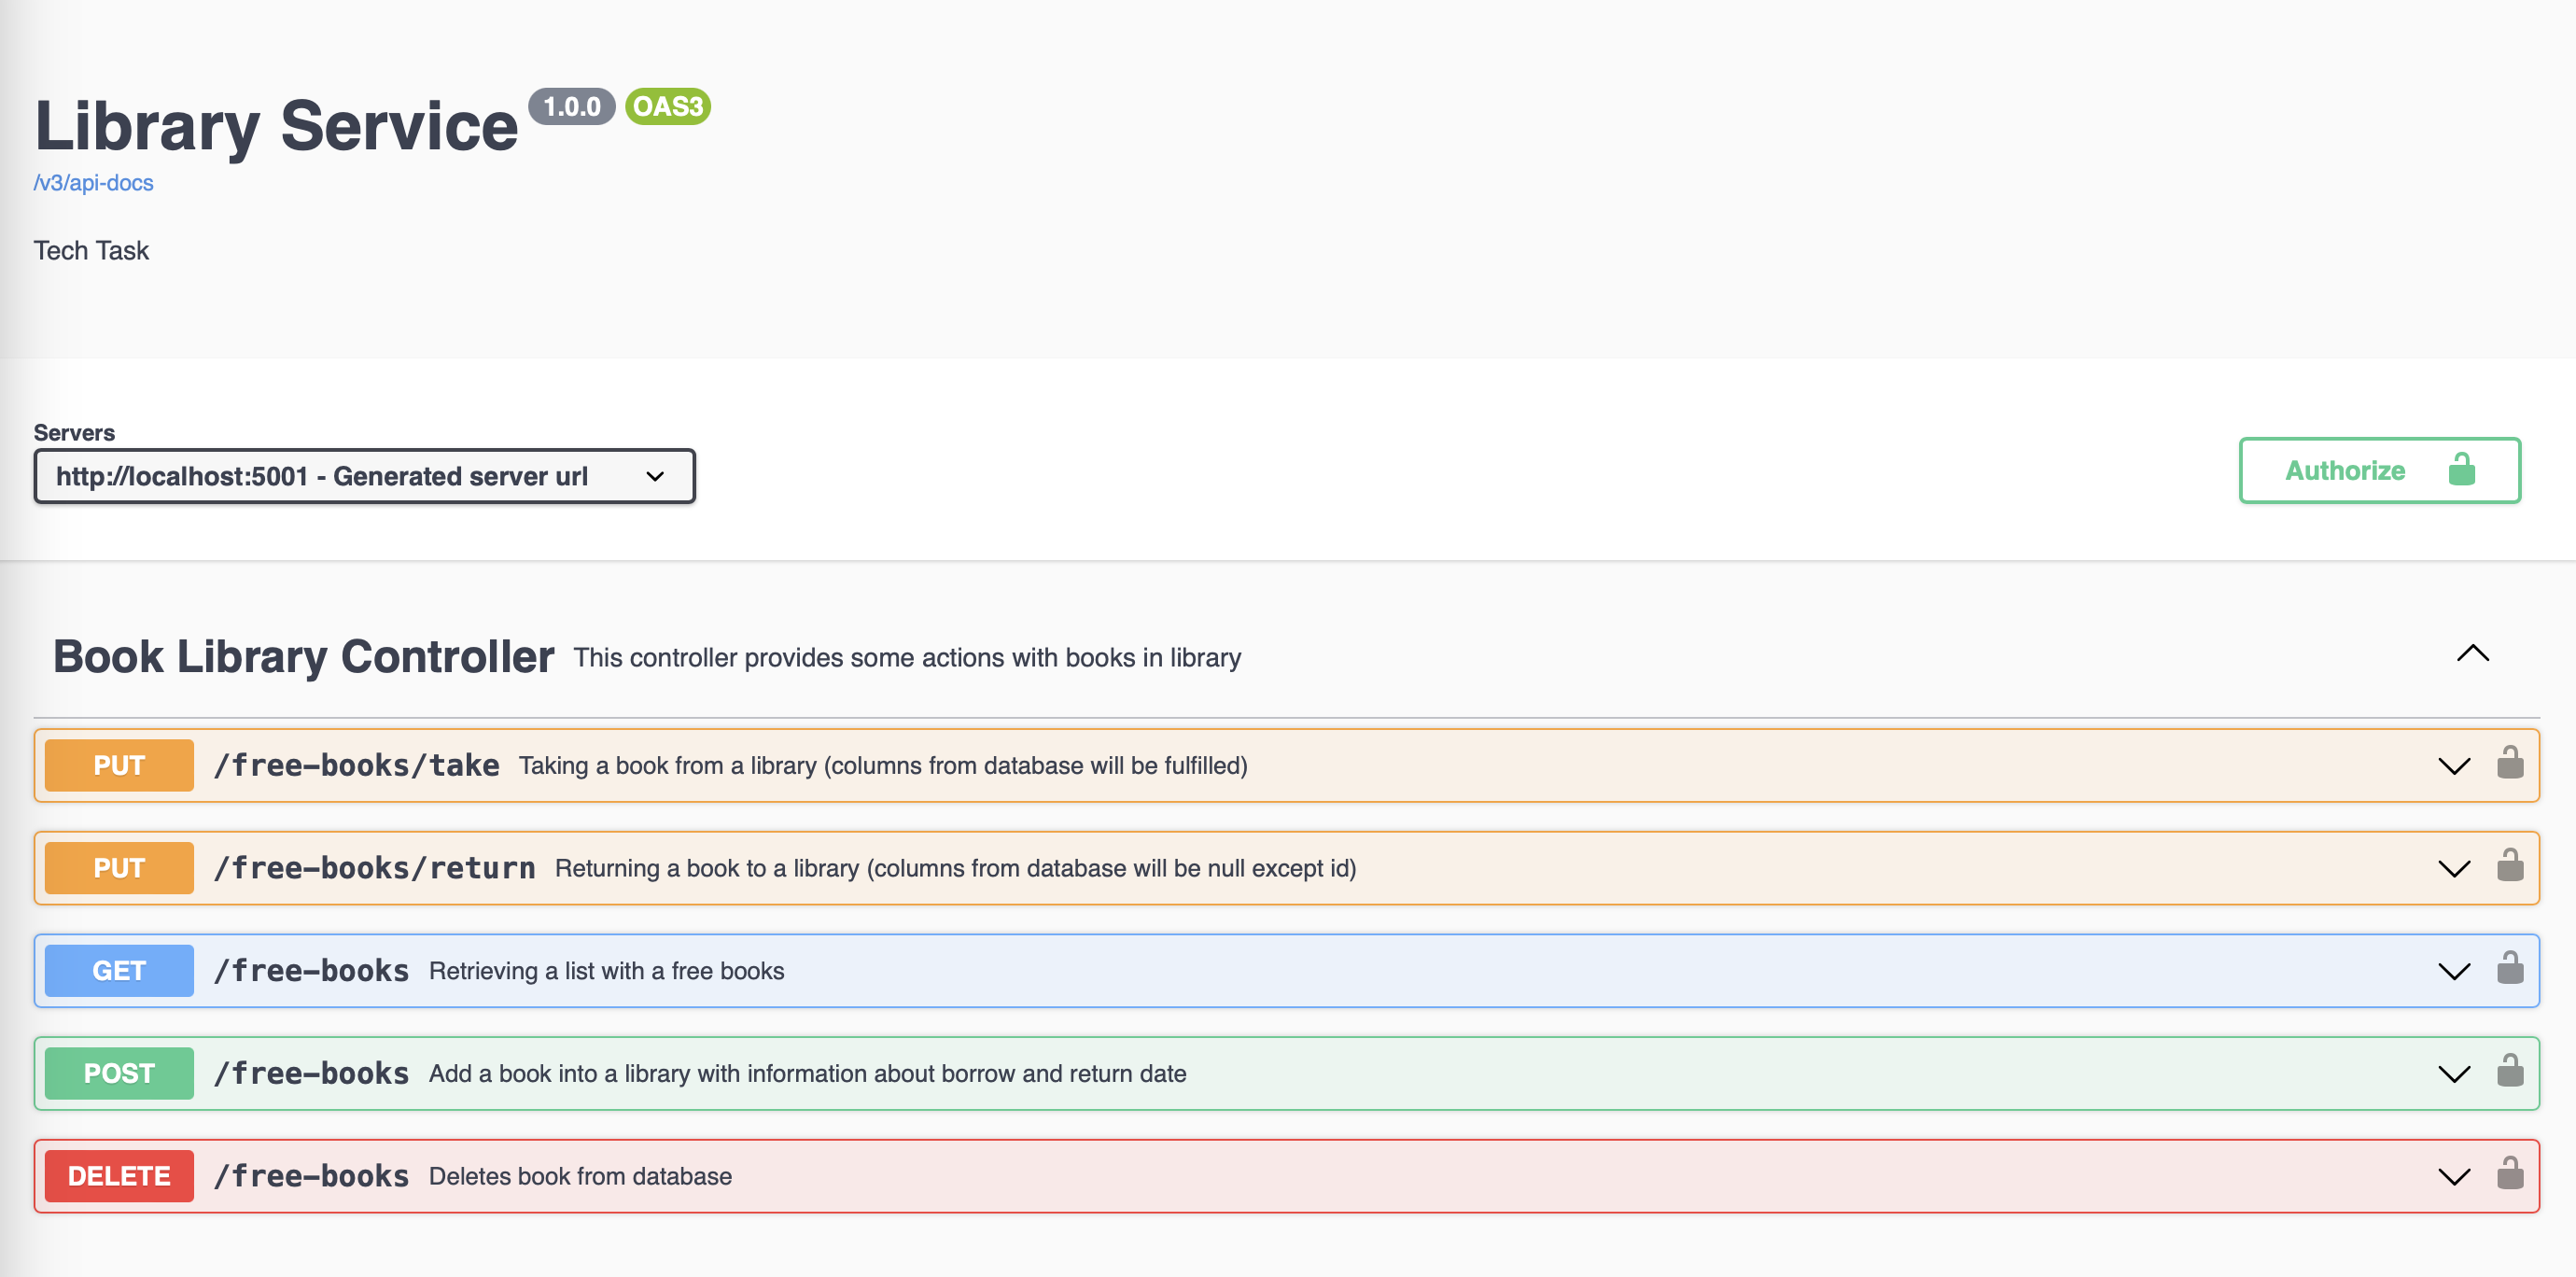 Library Service 1.0.0 OAS3
/v3/api-docs
Tech Task
Servers
http://localhost:5001 - Generated server url
Authorize
Book Library Controller This controller provides some actions with books in library
PUT /free-books/take Taking a book from a library (columns from database will be fulfilled)
PUT /free-books/return Returning a book to a library (columns from database will be null except id)
GET /free-books Retrieving a list with a free books
POST /free-books Add a book into a library with information about borrow and return date
DELETE /free-books Deletes book from database